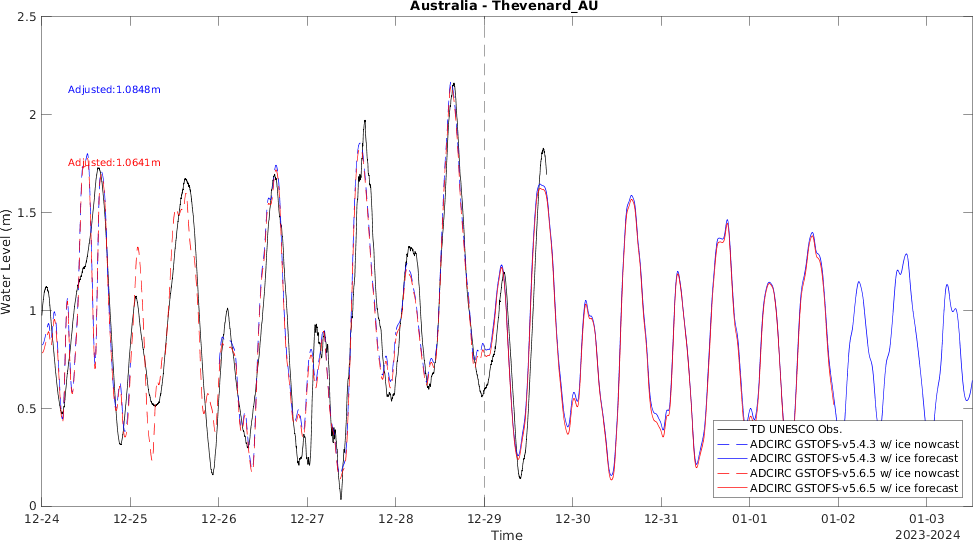 Australia - Thevenard_AU
2.5
Adjusted:1.0848m
2
Adjusted:1.0641m
1.5
Water Level (m)
1
0.5
TD UNESCO Obs.
ADCIRC GSTOFS-v5.4.3 w/ ice nowcast
ADCIRC GSTOFS-v5.4.3 w/ ice forecast
ADCIRC GSTOFS-v5.6.5 w/ ice nowcast
ADCIRC GSTOFS-v5.6.5 w/ ice forecast
0
12-24 12-25 12-26 12-27 12-28 12-29 12-30 12-31 01-01 01-02 01-03
Time
2023-2024